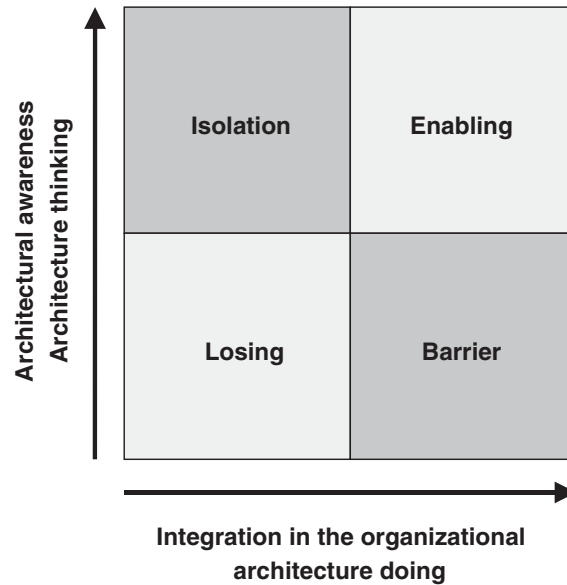 Architectural awareness
Architecture thinking
Isolation
Enabling
Losing
Barrier
Integration in the organizational
architecture doing